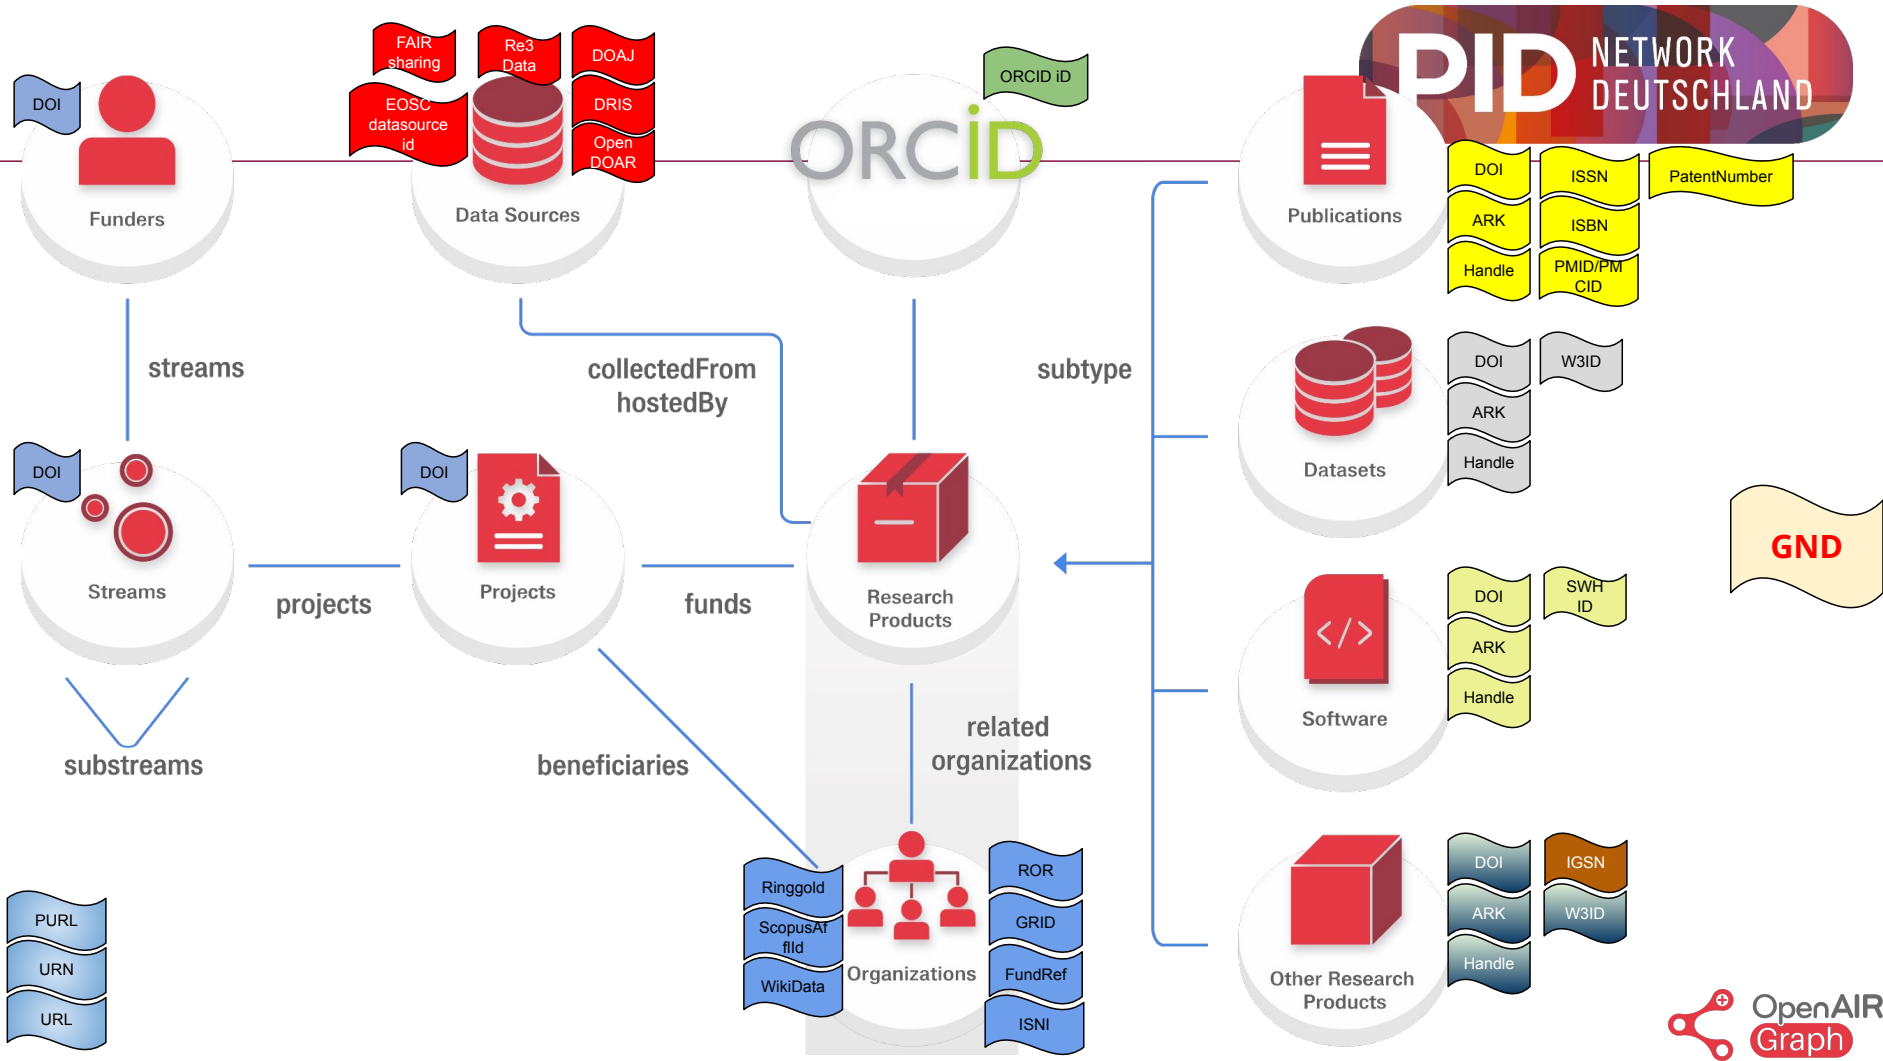 PID NETWORK
DEUTSCHLAND
DOI
Funders
FAIR
sharing
Re3
Data
DOAJ
EOSC
datasource
id
DRIS
Open
DOAR
Data Sources
ORCID iD
ORCiD
Publications
DOI
ISSN
PatentNumber
ARK
ISBN
Handle
PMID/PM
CID
streams
collectedFrom
hostedBy
subtype
Datasets
DOI
W3ID
ARK
Handle
DOI
Streams
DOI
Projects
projects
funds
Research
Products
GND
Software
DOI
SWH
ID
ARK
Handle
substreams
beneficiaries
related
organizations
Ringgold
ScopusAf
fIId
WikiData
Organizations
ROR
GRID
FundRef
ISNI
Other Research
Products
DOI
IGSN
ARK
W3ID
Handle
PURL
URN
URL
OpenAIRE
Graph